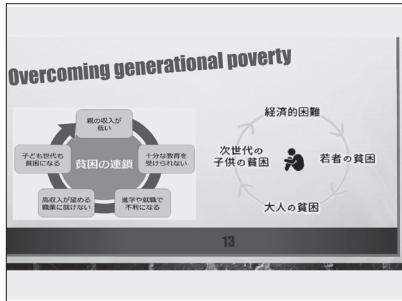 Overcoming generational poverty
親の収入が
低い
十分な教育を
受けられない
進学や就職で
不利になる
高収入が望める
職業に就けない
子ども世代も
貧困になる
貧困の連鎖
経済的困難
若者の貧困
大人の貧困
次世代の
子供の貧困
13